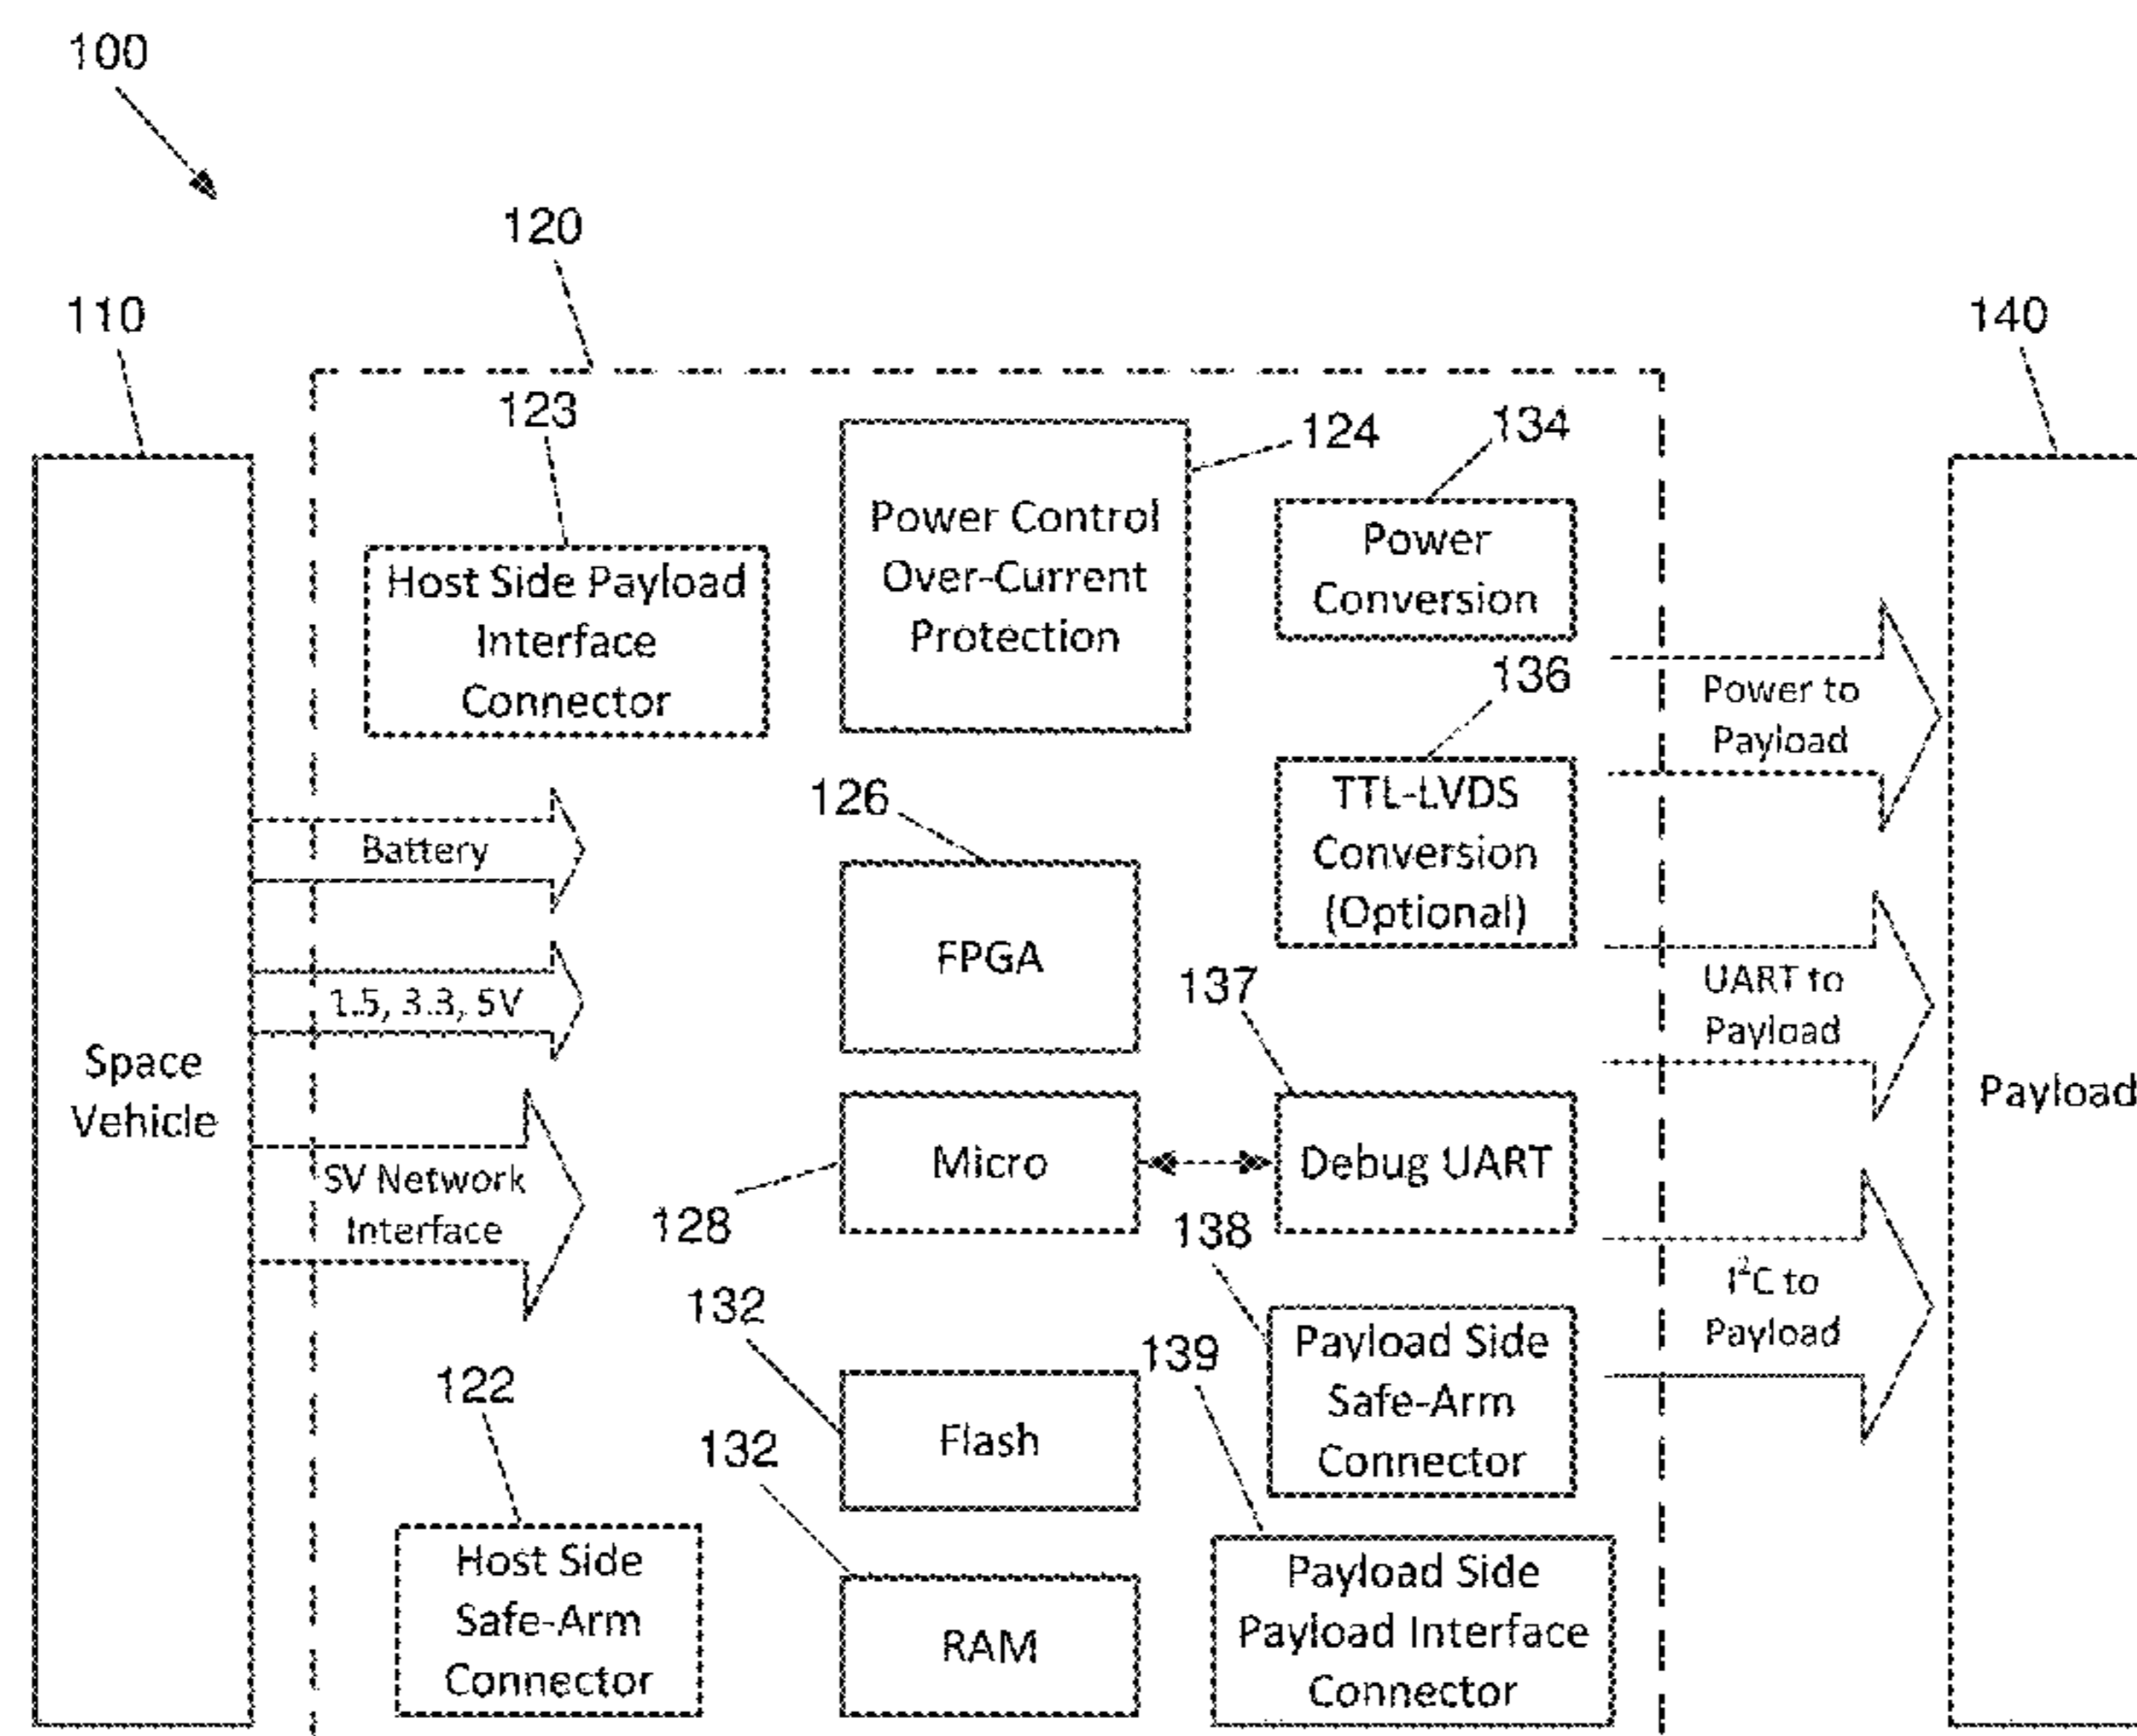 100
120
110
140
123
124
134
Power Control
Over-Current
Protection
Power
Conversion
Host Side Payload
Interface
Connector
136
Power to
Payload
126
TTL-LVDS
Conversion
(Optional)
Battery
FPGA
137
UART to
Payload
1.5, 3.3, 5V
Space
Vehicle
Payload
Micro
Debug UART
SV Network
Interface
128
138
132
I²C to
Payload
139
Payload Side
Safe-Arm
Connector
122
Flash
132
Host Side
Safe-Arm
Connector
RAM
Payload Side
Payload Interface
Connector